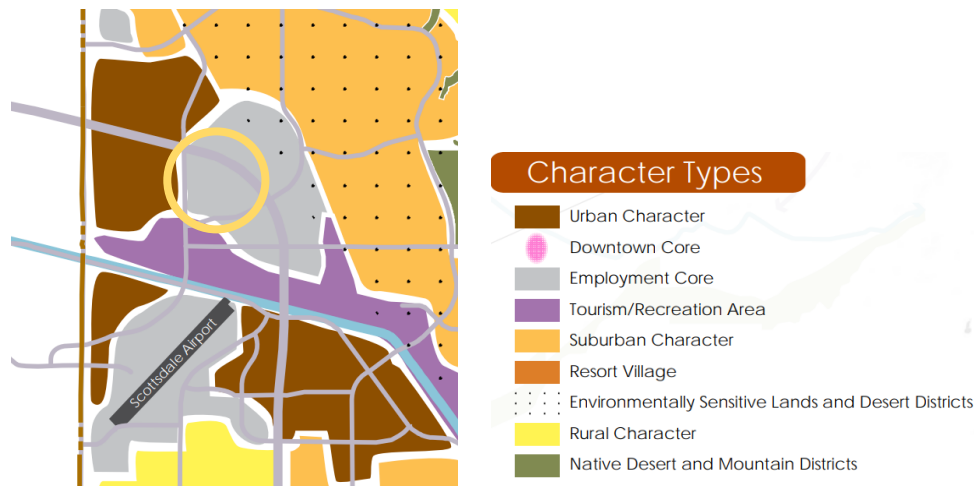 Scottsdale Airport
Character Types
Urban Character
Downtown Core
Employment Core
Tourism/Recreation Area
Suburban Character
Resort Village
Environmentally Sensitive Lands and Desert Districts
Rural Character
Native Desert and Mountain Districts